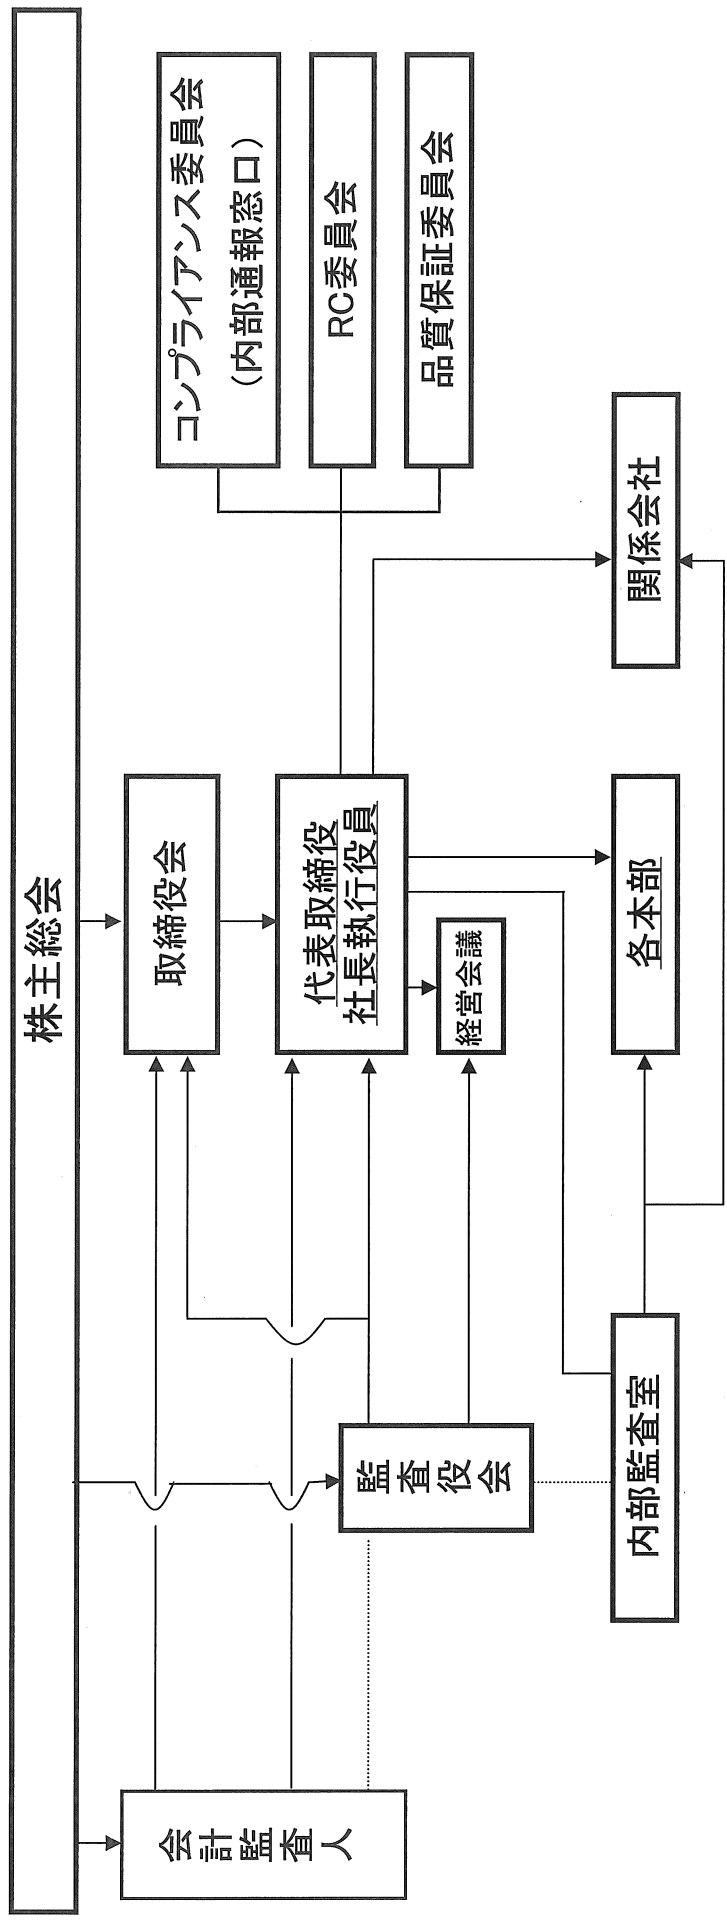 株主総会
会計監査人
監査役会
取締役会
代表取締役
社長執行役員
経営会議
コンプライアンス委員会
（内部通報窓口）
RC委員会
品質保証委員会
内部監査室
各本部
関係会社